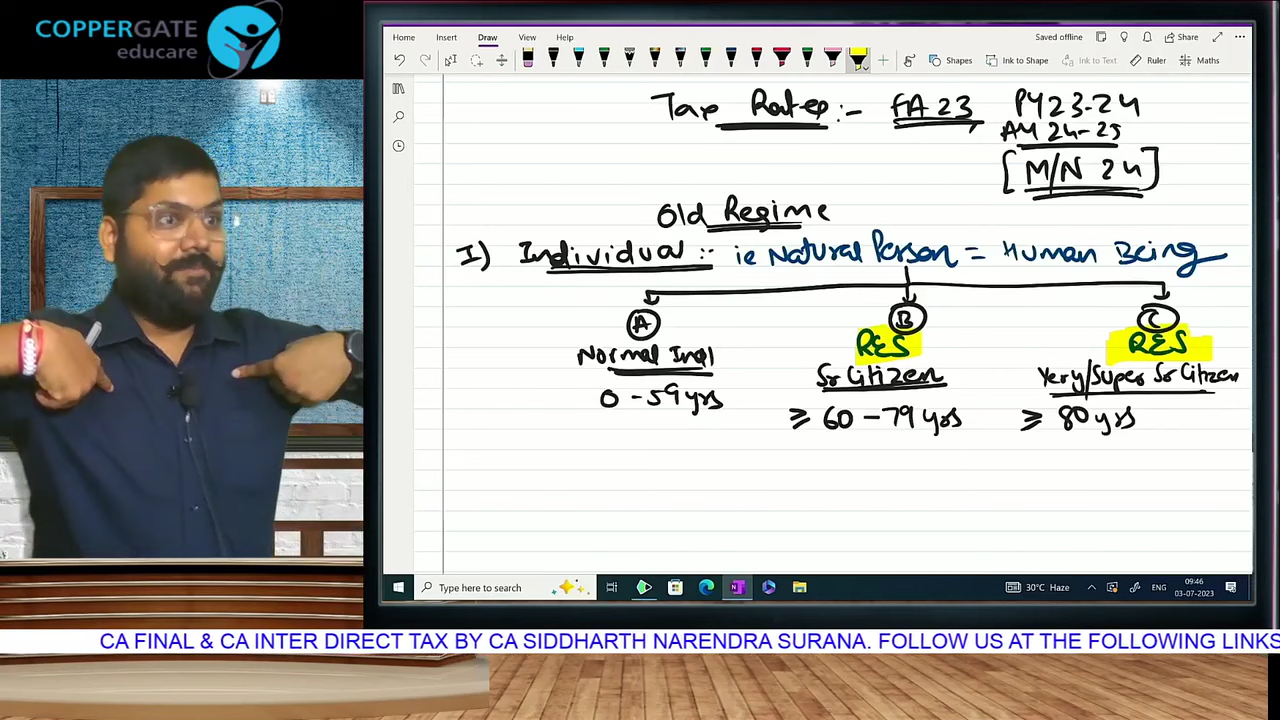 COPPERGATE
educare
Home Insert Draw View Help
Saved offline
Share
Shapes
Ink to Shape
Ink to Text
Ruler
Maths
Tax Rates :- FA 23 PY 23-24
AY 24-25
[M/N 24]
Old Regime
I) Individual :- ie Natural Person = Human Being
A B C
RES RES
Normal Indl Sr Citizen Very/Super Sr Citizen
0 - 59 yrs ≥ 60 - 79 yrs ≥ 80 yrs
Type here to search
30°C Haze
ENG
09:46
03-07-2023
CA FINAL & CA INTER DIRECT TAX BY CA SIDDHARTH NARENDRA SURANA. FOLLOW US AT THE FOLLOWING LINKS